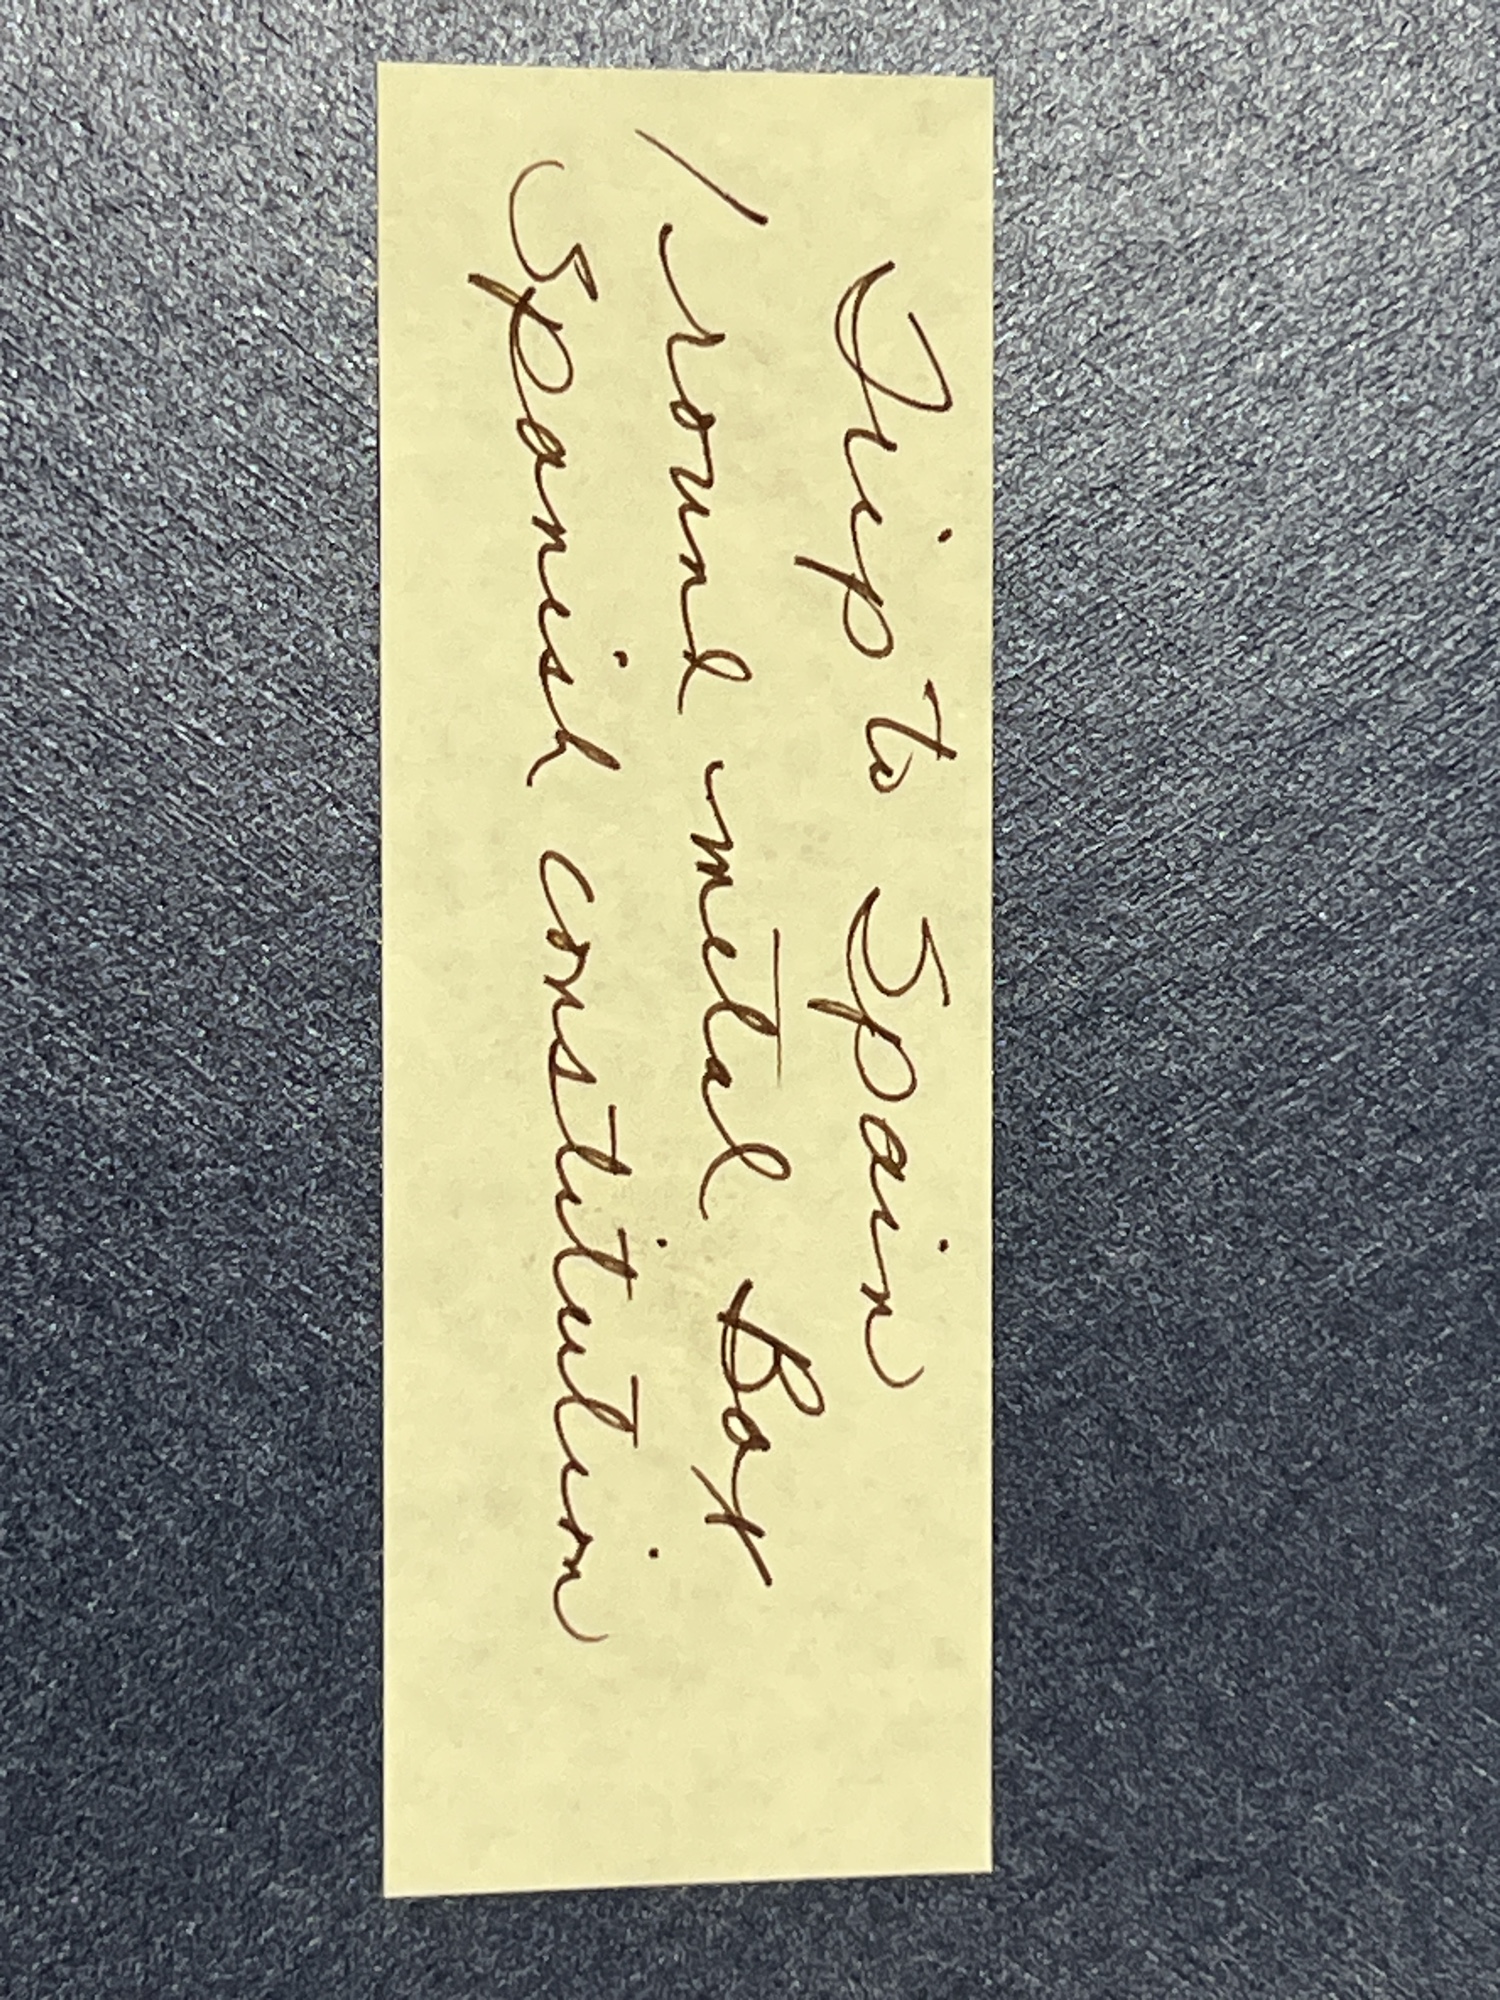 Trip to Spain
1 round metal Box
Spanish constitution